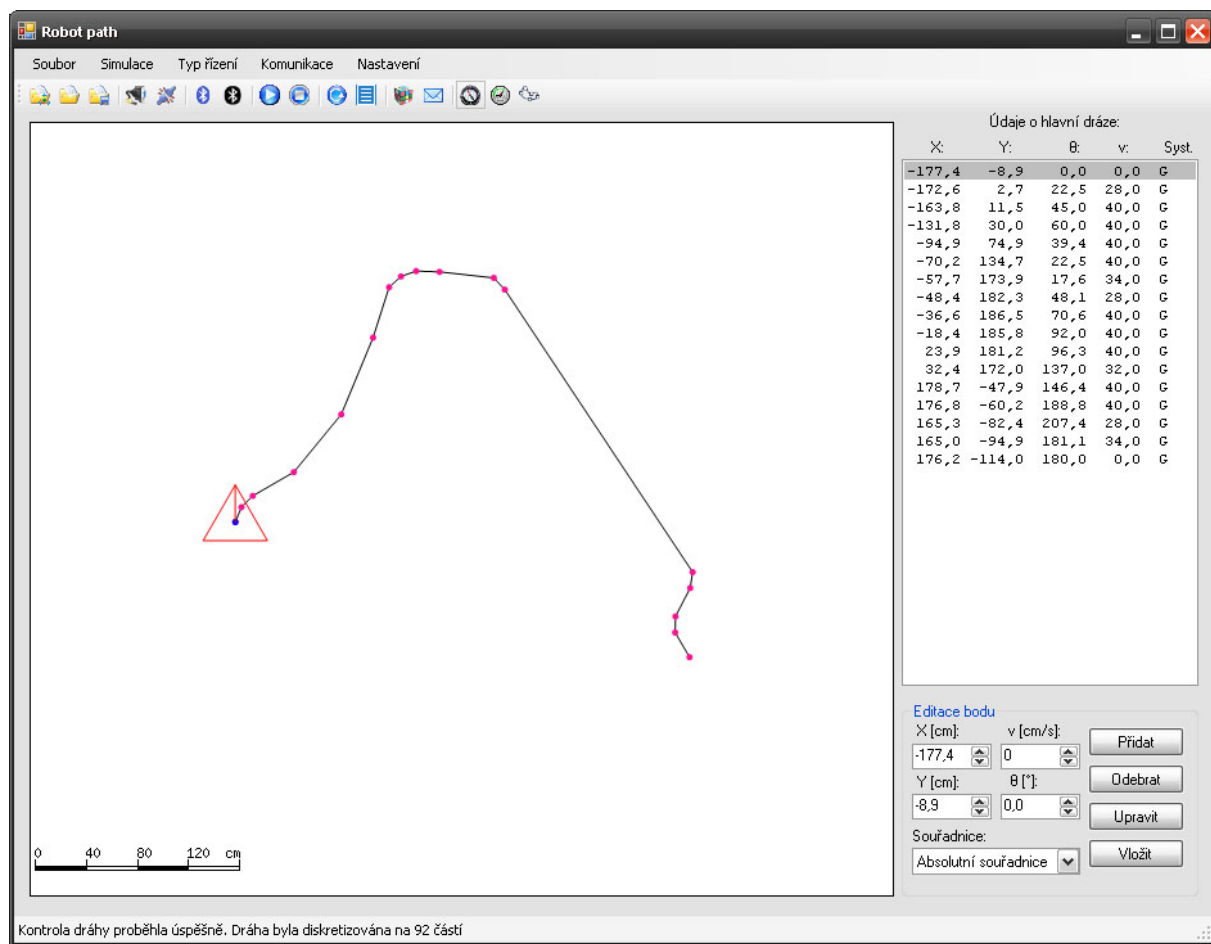 Robot path
Soubor Simulace Typ řízení Komunikace Nastavení
Údaje o hlavní dráze:
X: Y: θ: v: Syst.
-177,4 -8,9 0,0 0,0 G
-172,6 2,7 22,5 28,0 G
-163,8 11,5 45,0 40,0 G
-131,8 30,0 60,0 40,0 G
-94,9 74,9 39,4 40,0 G
-70,2 134,7 22,5 40,0 G
-57,7 173,9 17,6 34,0 G
-48,4 182,3 48,1 28,0 G
-36,6 186,5 70,6 40,0 G
-18,4 185,8 92,0 40,0 G
23,9 181,2 96,3 40,0 G
32,4 172,0 137,0 32,0 G
178,7 -47,9 146,4 40,0 G
176,8 -60,2 188,8 40,0 G
165,3 -82,4 207,4 28,0 G
165,0 -94,9 181,1 34,0 G
176,2 -114,0 180,0 0,0 G
Editace bodu
X [cm]: v [cm/s]:
-177,4 0 Přidat
Y [cm]: θ [°]: Odebrat
-8,9 0,0 Upravit
Souřadnice:
Absolutní souřadnice Vložit
0 40 80 120 cm
Kontrola dráhy proběhla úspěšně. Dráha byla diskretizována na 92 částí